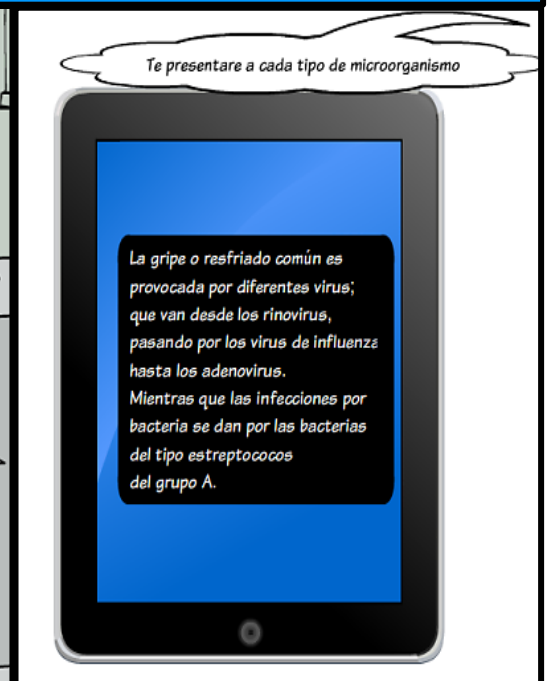 Te presentare a cada tipo de microorganismo
La gripe o resfriado común es
provocada por diferentes virus;
que van desde los rinovirus,
pasando por los virus de influenza
hasta los adenovirus.
Mientras que las infecciones por
bacteria se dan por las bacterias
del tipo estreptococos
del grupo A.